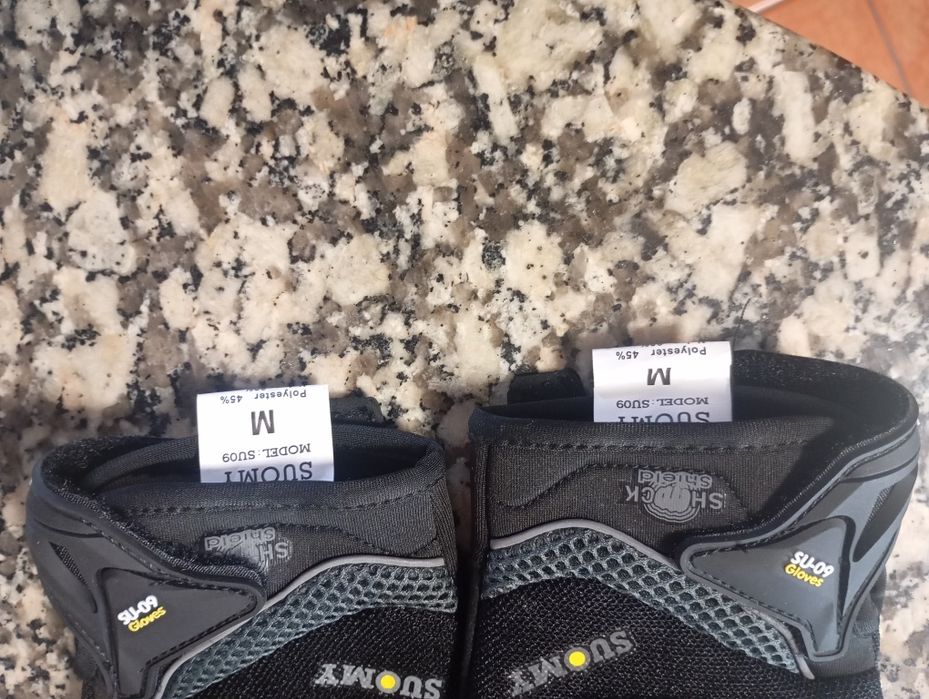 Polyester 45%
M
MODEL:SU09
SUOMY
Polyester 45%
M
MODEL:SU09
SUOMY
SH
Shield
SHOCK
Shield
SU-09
Gloves
SU-09
Gloves
SUOMY
SUOMY